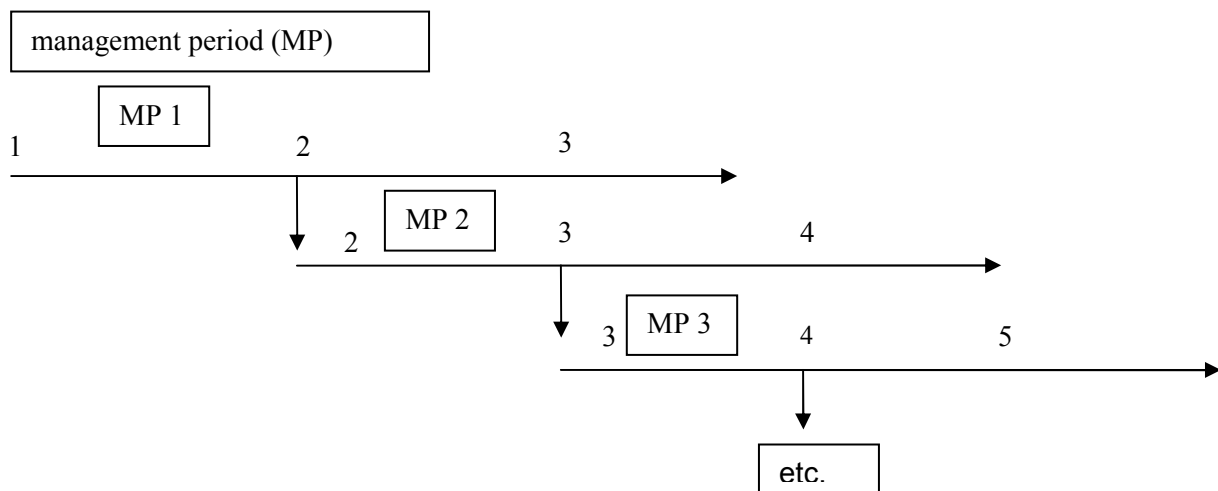 management period (MP)
MP 1
1 2 3
MP 2
2 3 4
MP 3
3 4 5
etc.